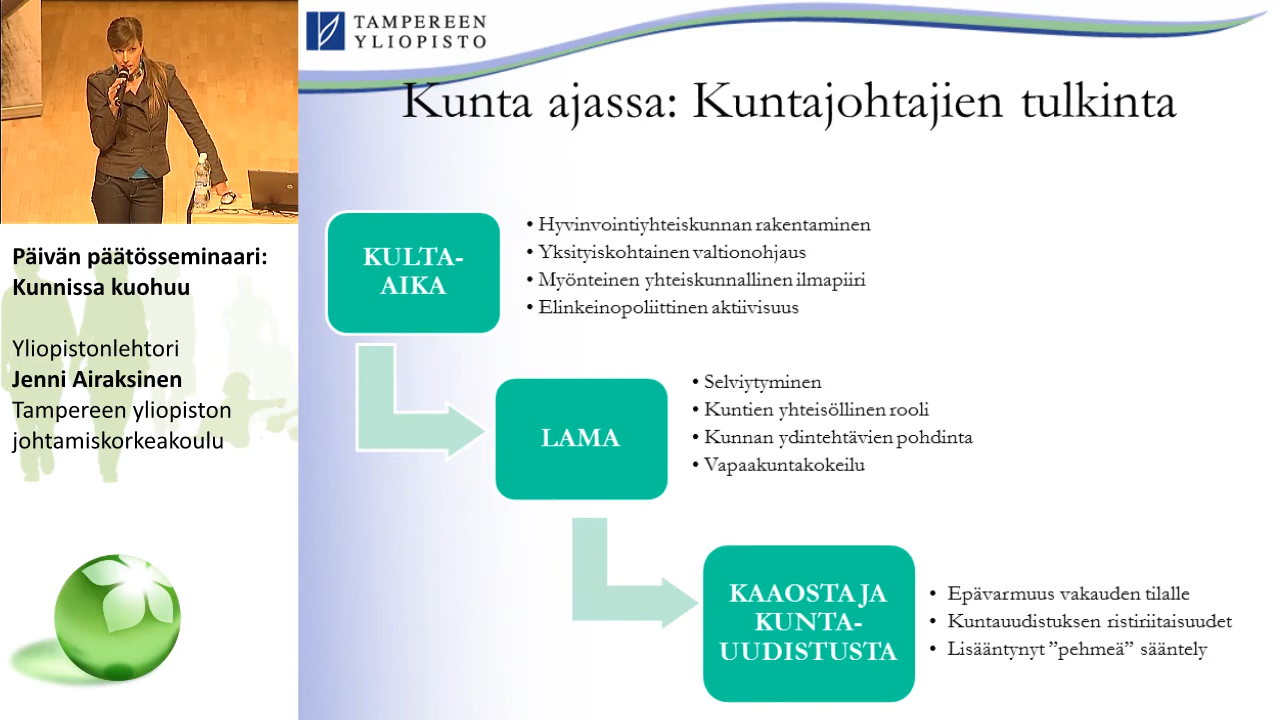 TAMPEREEN
YLIOPISTO
Kunta ajassa: Kuntajohtajien tulkinta
Päivän päätösseminaari:
Kunnissa kuohuu
Yliopistonlehtori
Jenni Airaksinen
Tampereen yliopiston
johtamiskorkeakoulu
KULTA-
AIKA
• Hyvinvointiyhteiskunnan rakentaminen
• Yksityiskohtainen valtionohjaus
• Myönteinen yhteiskunnallinen ilmapiiri
• Elinkeinopoliittinen aktiivisuus
LAMA
• Selviytyminen
• Kuntien yhteisöllinen rooli
• Kunnan ydintehtävien pohdinta
• Vapaakuntakokeilu
KAAOSTA JA
KUNTA-
UUDISTUSTA
• Epävarmuus vakauden tilalle
• Kuntauudistuksen ristiriitaisuudet
• Lisääntynyt ”pehmeä” sääntely